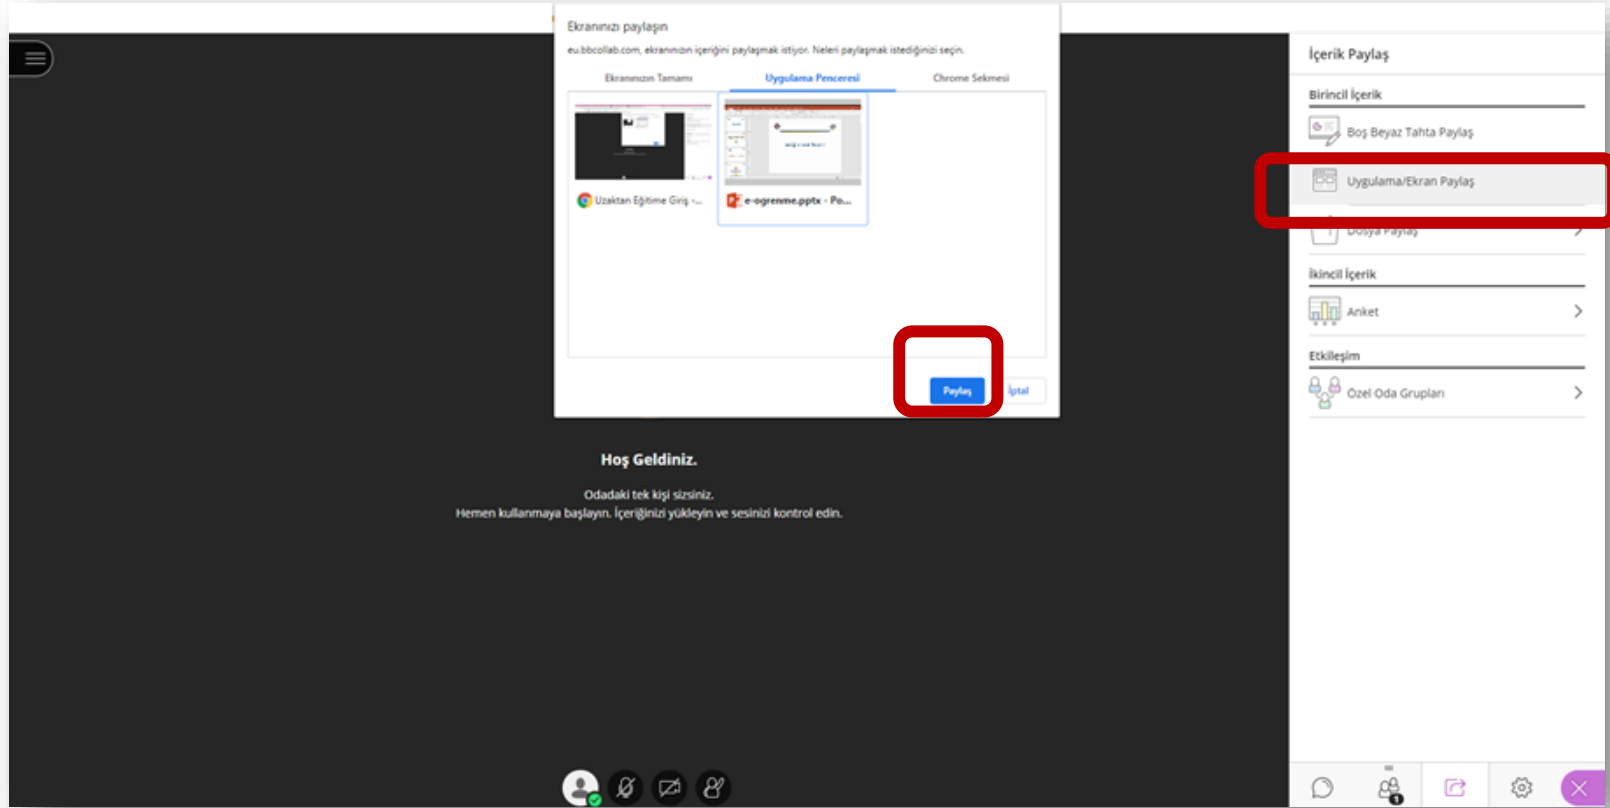 Ekranınızı paylaşın
eu.bbcollab.com, ekranınızın içeriğini paylaşmak istiyor. Neleri paylaşmak istediğinizi seçin.
Ekranınızın Tamamı
Uygulama Penceresi
Chrome Sekmesi
Uzaktan Eğitime Giriş -...
e-ogrenme.pptx - Po...
Paylaş
İptal
Hoş Geldiniz.
Odadaki tek kişi sizsiniz.
Hemen kullanmaya başlayın. İçeriğinizi yükleyin ve sesinizi kontrol edin.
İçerik Paylaş
Birincil İçerik
Boş Beyaz Tahta Paylaş
Uygulama/Ekran Paylaş
Dosya Paylaş
İkincil İçerik
Anket
Etkileşim
Özel Oda Grupları
1